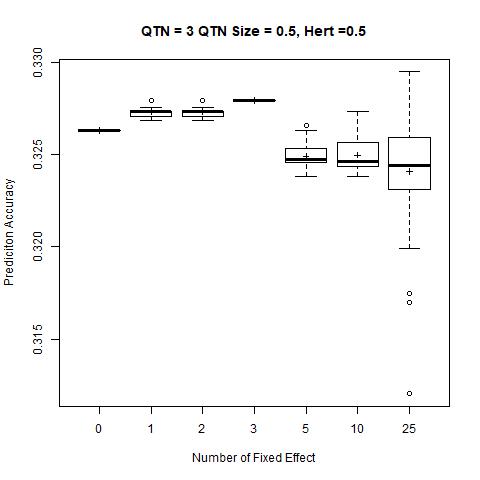 QTN = 3 QTN Size = 0.5, Hert =0.5
0.330
0.325
0.320
0.315
Prediciton Accuracy
0 1 2 3 5 10 25
Number of Fixed Effect